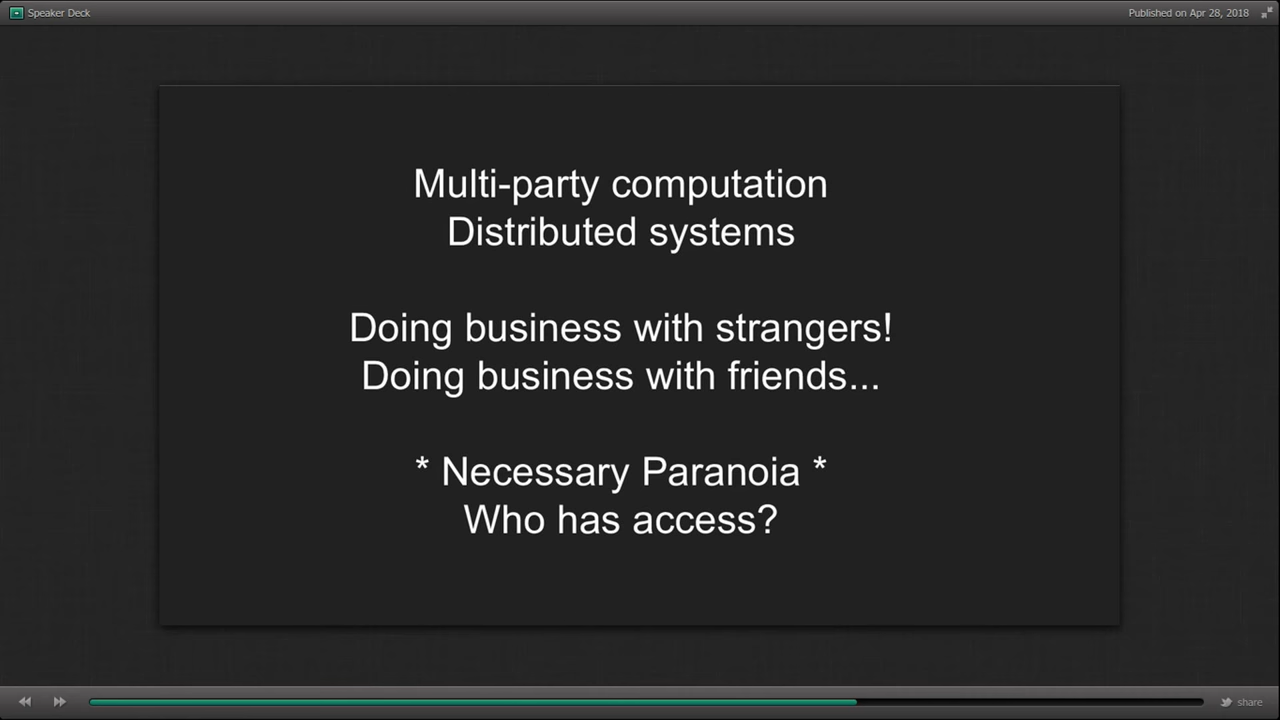 Speaker Deck
Published on Apr 28, 2018
Multi-party computation
Distributed systems
Doing business with strangers!
Doing business with friends...
* Necessary Paranoia *
Who has access?
share